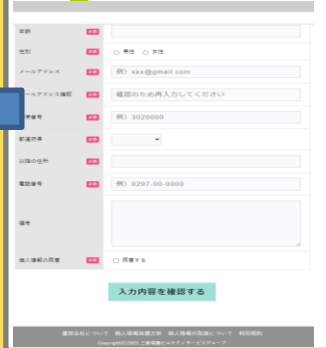 年齢 必須
性別 必須 男性 女性
メールアドレス 必須 例) xxx@gmail.com
ールアドレス確認 必須 確認のため再入力してください
便番号 必須 例) 3020000
都道府県 必須
以降の住所 必須
電話番号 必須 例) 0297-00-0000
備考
個人情報の同意 必須 同意する
入力内容を確認する
運営会社について 個人情報保護方針 個人情報の取扱について 利用規約